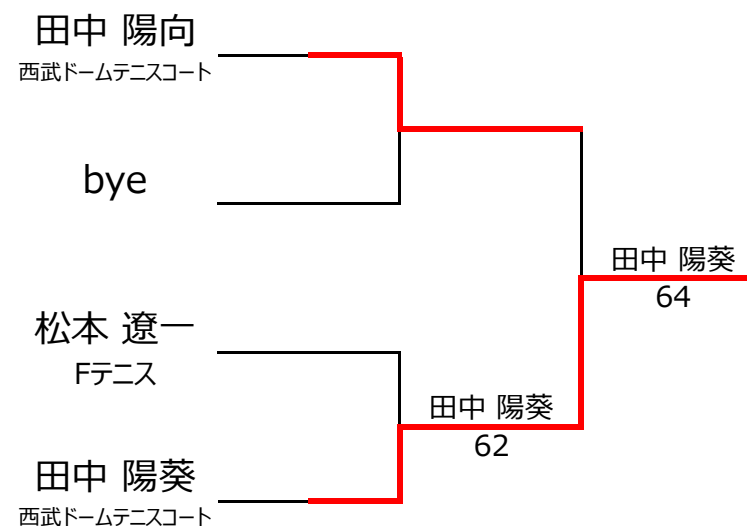 田中 陽向
西武ドームテニスコート
bye
田中 陽葵
64
松本 遼一
Fテニス
田中 陽葵
62
田中 陽葵
西武ドームテニスコート